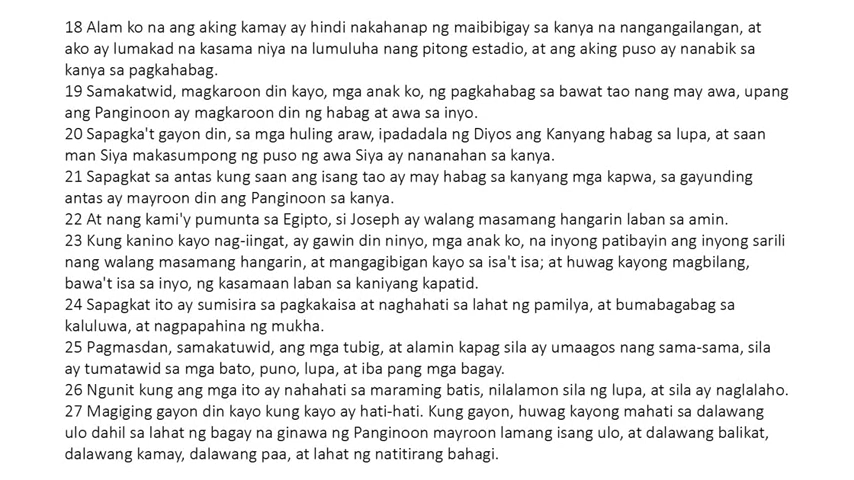 18 Alam ko na ang aking kamay ay hindi nakahanap ng maibibigay sa kanya na nangangailangan, at
ako ay lumakad na kasama niya na lumuluha nang pitong estadio, at ang aking puso ay nanabik sa
kanya sa pagkahabag.
19 Samakatwid, magkaroon din kayo, mga anak ko, ng pagkahabag sa bawat tao nang may awa, upang
ang Panginoon ay magkaroon din ng habag at awa sa inyo.
20 Sapagka't gayon din, sa mga huling araw, ipadadala ng Diyos ang Kanyang habag sa lupa, at saan
man Siya makasumpong ng puso ng awa Siya ay nananahan sa kanya.
21 Sapagkat sa antas kung saan ang isang tao ay may habag sa kanyang mga kapwa, sa gayunding
antas ay mayroon din ang Panginoon sa kanya.
22 At nang kami'y pumunta sa Egipto, si Joseph ay walang masamang hangarin laban sa amin.
23 Kung kanino kayo nag-iingat, ay gawin din ninyo, mga anak ko, na inyong patibayin ang inyong sarili
nang walang masamang hangarin, at mangagibigan kayo sa isa't isa; at huwag kayong magbilang,
bawa't isa sa inyo, ng kasamaan laban sa kaniyang kapatid.
24 Sapagkat ito ay sumisira sa pagkakaisa at naghahati sa lahat ng pamilya, at bumabagabag sa
kaluluwa, at nagpapahina ng mukha.
25 Pagmasdan, samakatuwid, ang mga tubig, at alamin kapag sila ay umaagos nang sama-sama, sila
ay tumatawid sa mga bato, puno, lupa, at iba pang mga bagay.
26 Ngunit kung ang mga ito ay nahahati sa maraming batis, nilalamon sila ng lupa, at sila ay naglalaho.
27 Magiging gayon din kayo kung kayo ay hati-hati. Kung gayon, huwag kayong mahati sa dalawang
ulo dahil sa lahat ng bagay na ginawa ng Panginoon mayroon lamang isang ulo, at dalawang balikat,
dalawang kamay, dalawang paa, at lahat ng natitirang bahagi.